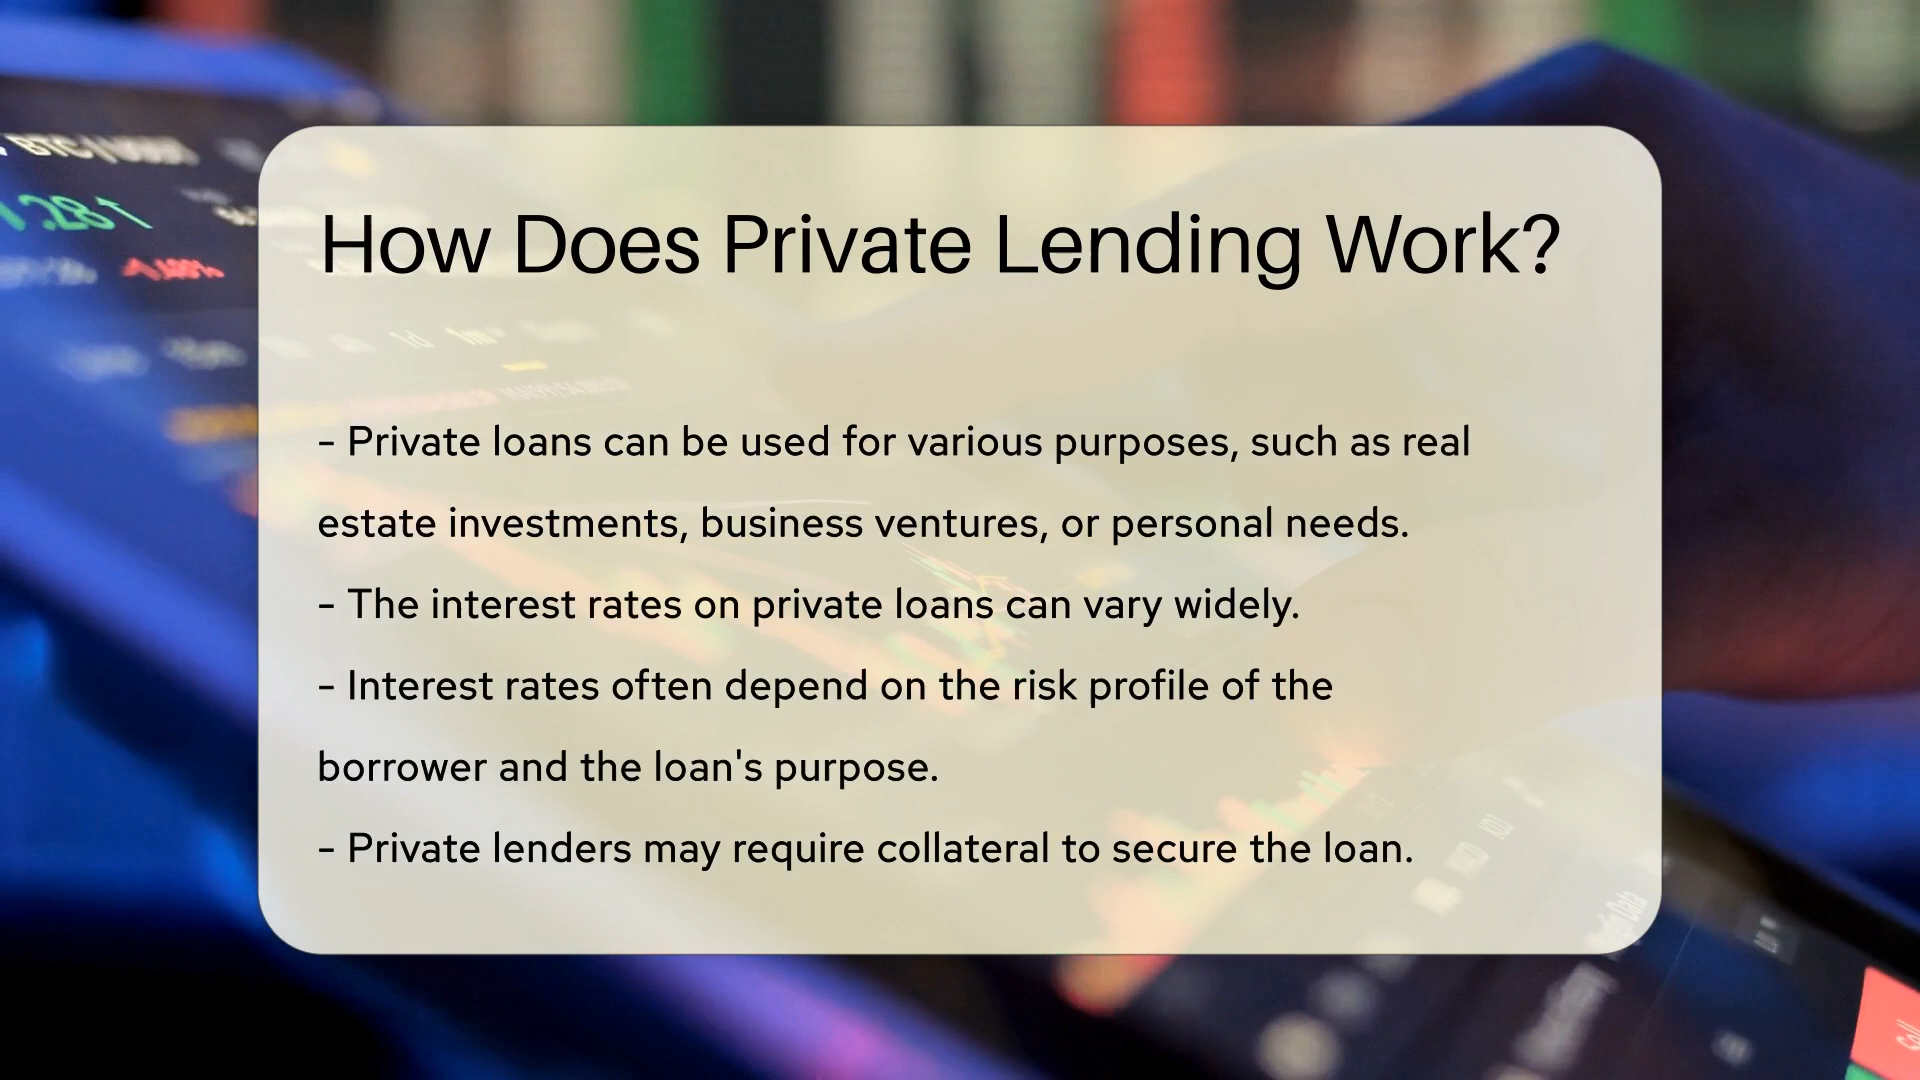 How Does Private Lending Work?
- Private loans can be used for various purposes, such as real
estate investments, business ventures, or personal needs.
- The interest rates on private loans can vary widely.
- Interest rates often depend on the risk profile of the
borrower and the loan's purpose.
- Private lenders may require collateral to secure the loan.
1d